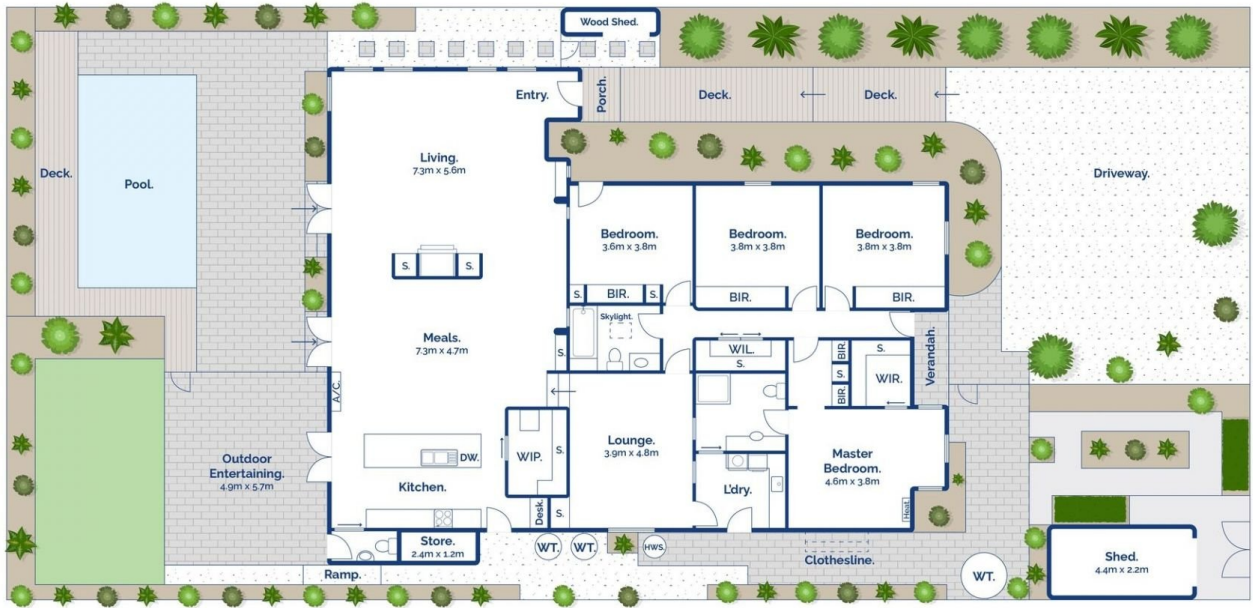 Wood Shed.
Entry.
Porch.
Deck.
Deck.
Living.
7.3m x 5.6m
Deck.
Pool.
Driveway.
Bedroom.
3.6m x 3.8m
Bedroom.
3.8m x 3.8m
Bedroom.
3.8m x 3.8m
S.
S.
S.
BIR.
S.
BIR.
BIR.
Skylight.
Meals.
7.3m x 4.7m
S.
WIL.
S.
BIR.
S.
BIR.
S.
WIR.
Verandah.
A/C.
Lounge.
3.9m x 4.8m
WIP.
S.
DW.
Kitchen.
Desk.
S.
Outdoor
Entertaining.
4.9m x 5.7m
Master
Bedroom.
4.6m x 3.8m
L'dry.
Heat.
Store.
2.4m x 1.2m
WT.
WT.
HWS.
Clothesline.
Ramp.
WT.
Shed.
4.4m x 2.2m